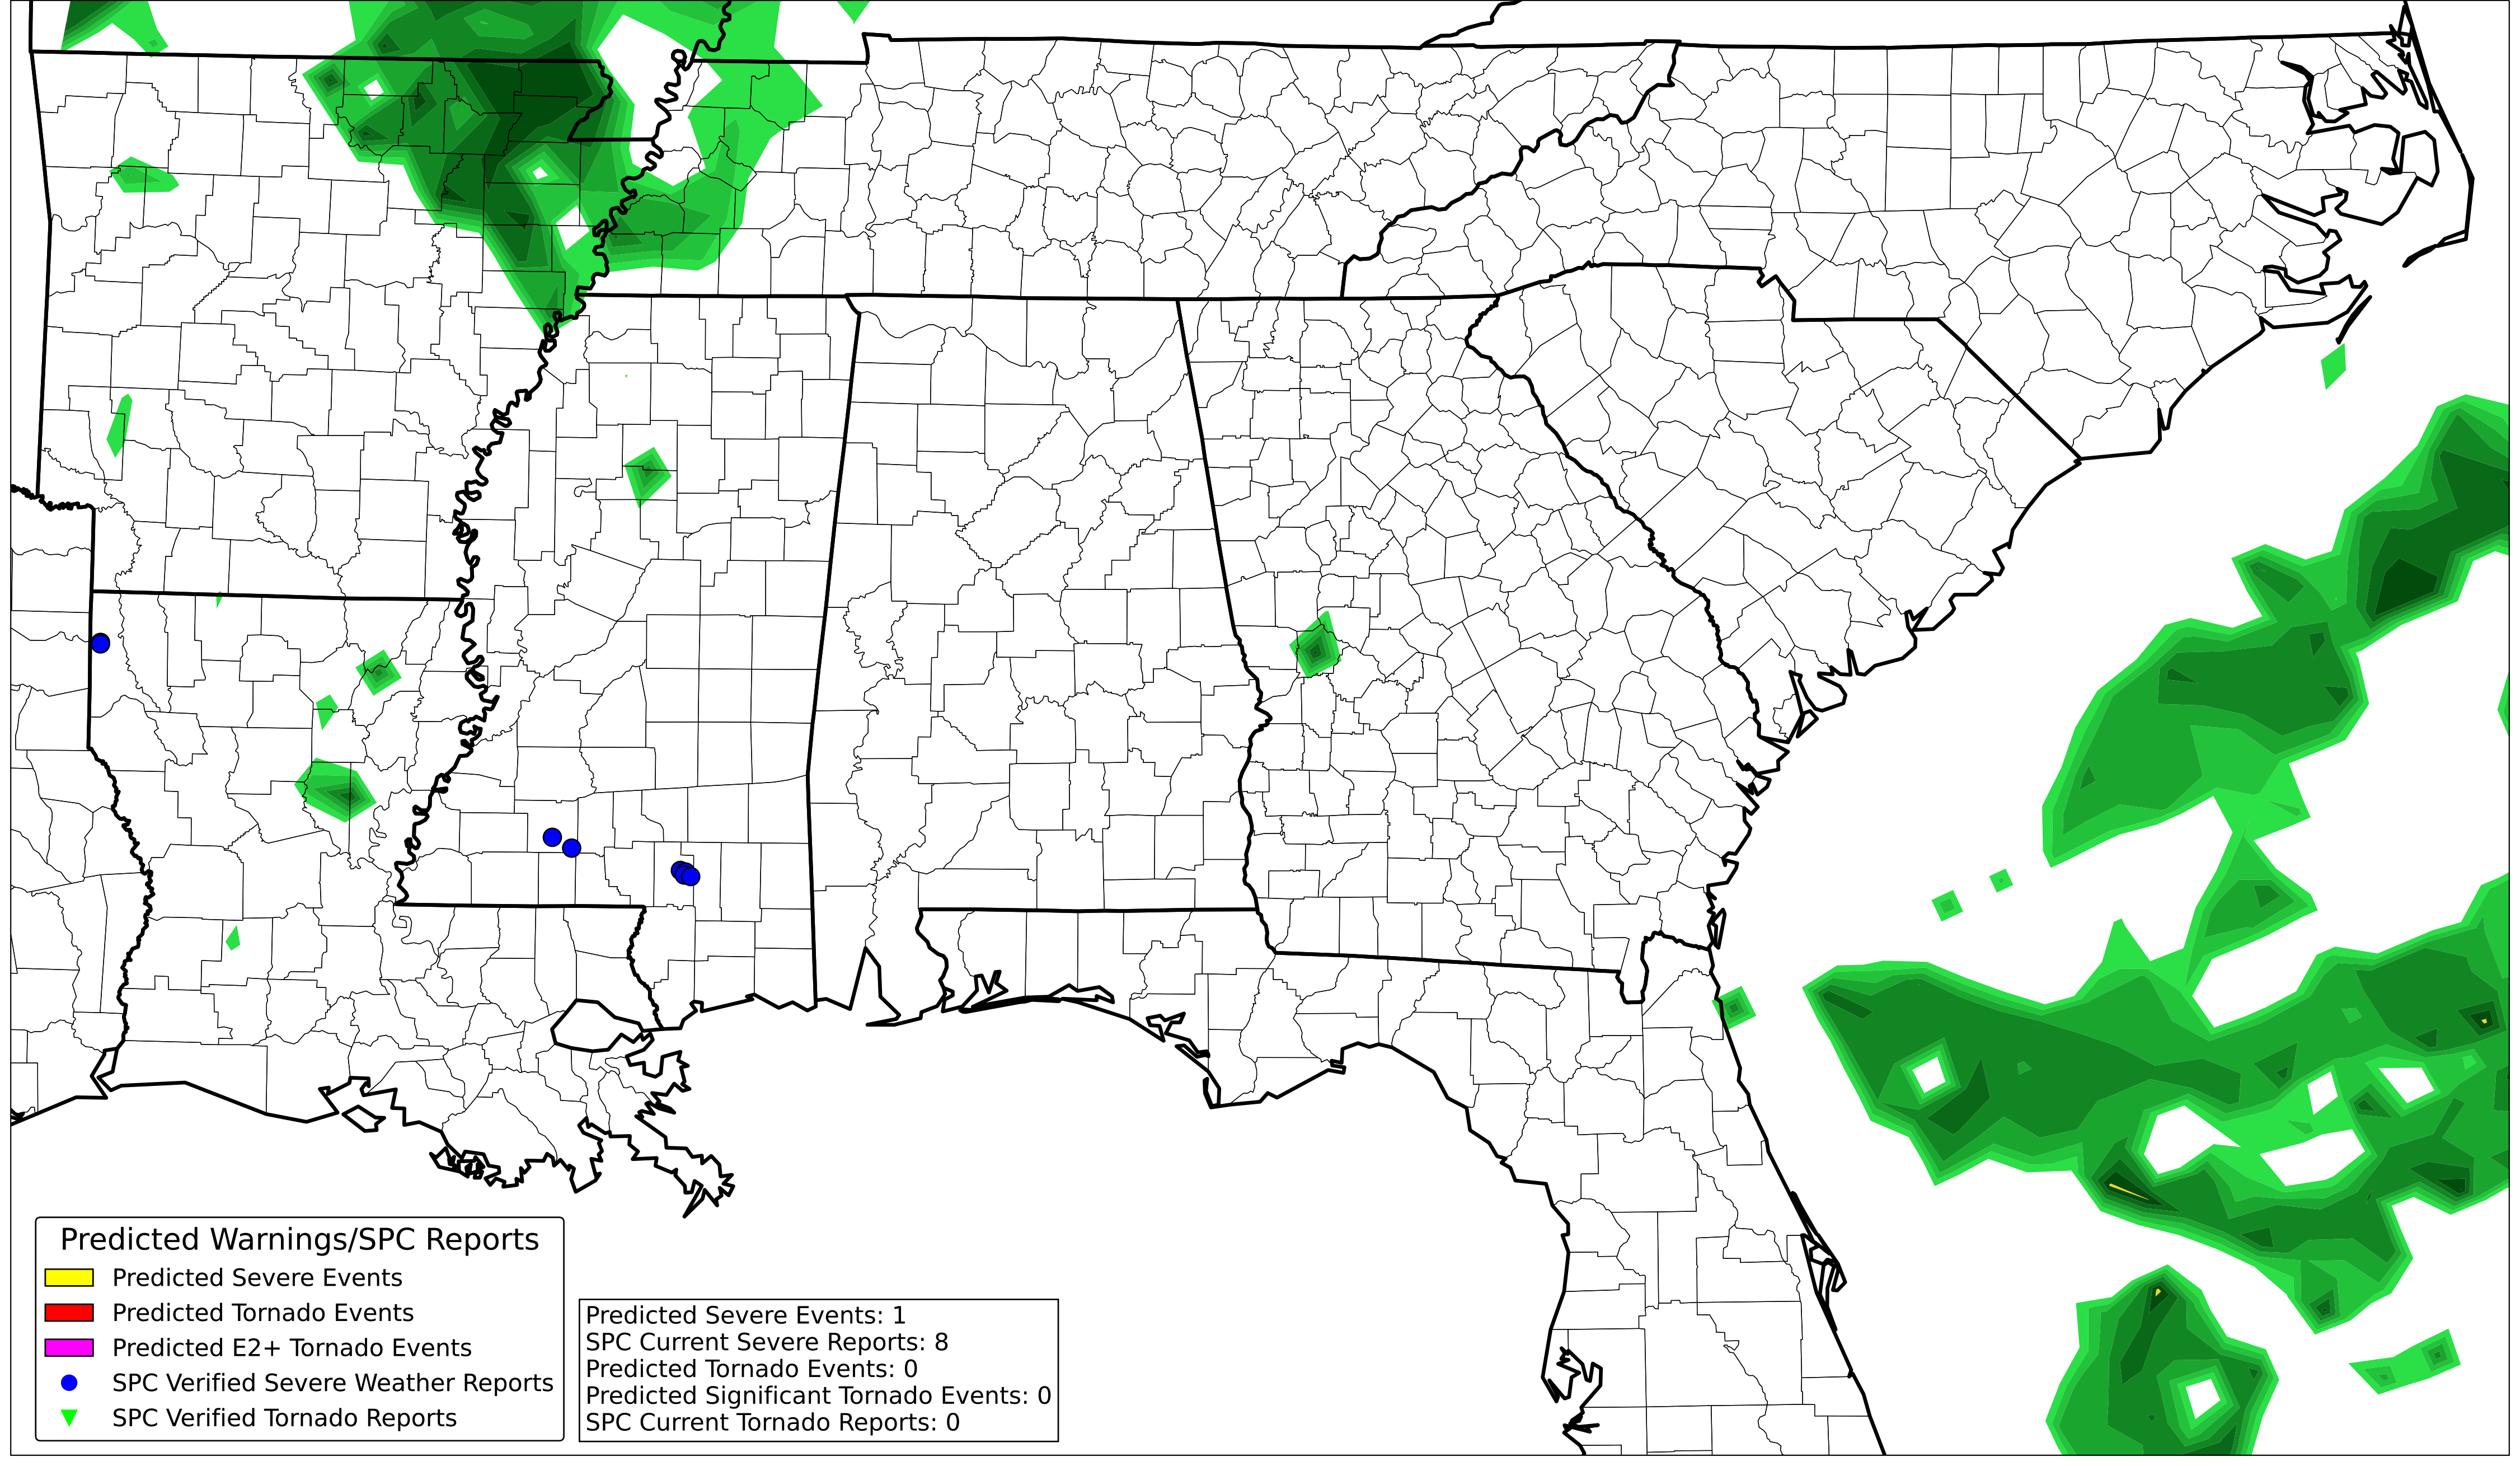 Predicted Warnings/SPC Reports
Predicted Severe Events
Predicted Tornado Events
Predicted E2+ Tornado Events
SPC Verified Severe Weather Reports
SPC Verified Tornado Reports
Predicted Severe Events: 1
SPC Current Severe Reports: 8
Predicted Tornado Events: 0
Predicted Significant Tornado Events: 0
SPC Current Tornado Reports: 0